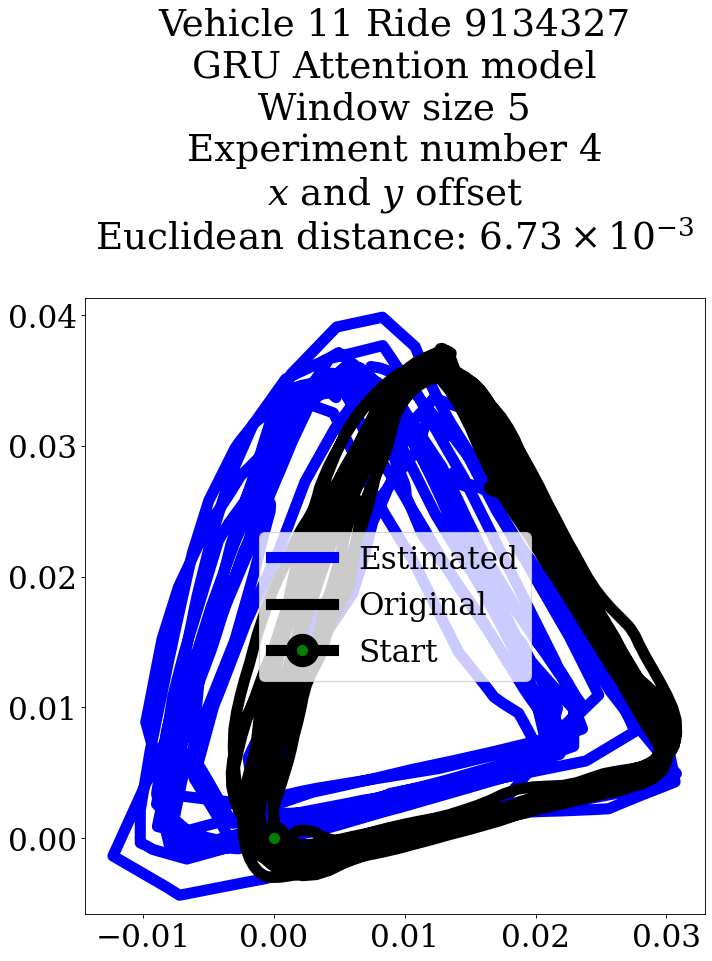 Vehicle 11 Ride 9134327
GRU Attention model
Window size 5
Experiment number 4
x and y offset
Euclidean distance: 6.73 × 10⁻³
0.04
0.03
0.02
0.01
0.00
Estimated
Original
Start
−0.01 0.00 0.01 0.02 0.03